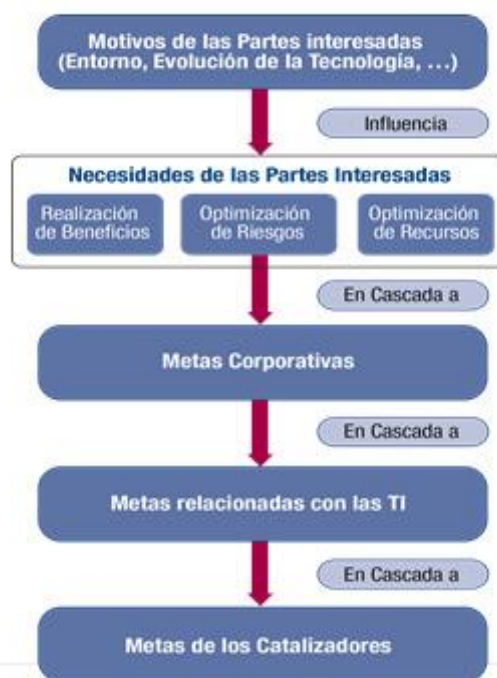 Motivos de las Partes interesadas
(Entorno, Evolución de la Tecnología, ...)
Influencia
Necesidades de las Partes Interesadas
Realización
de Beneficios
Optimización
de Riesgos
Optimización
de Recursos
En Cascada a
Metas Corporativas
En Cascada a
Metas relacionadas con las TI
En Cascada a
Metas de los Catalizadores